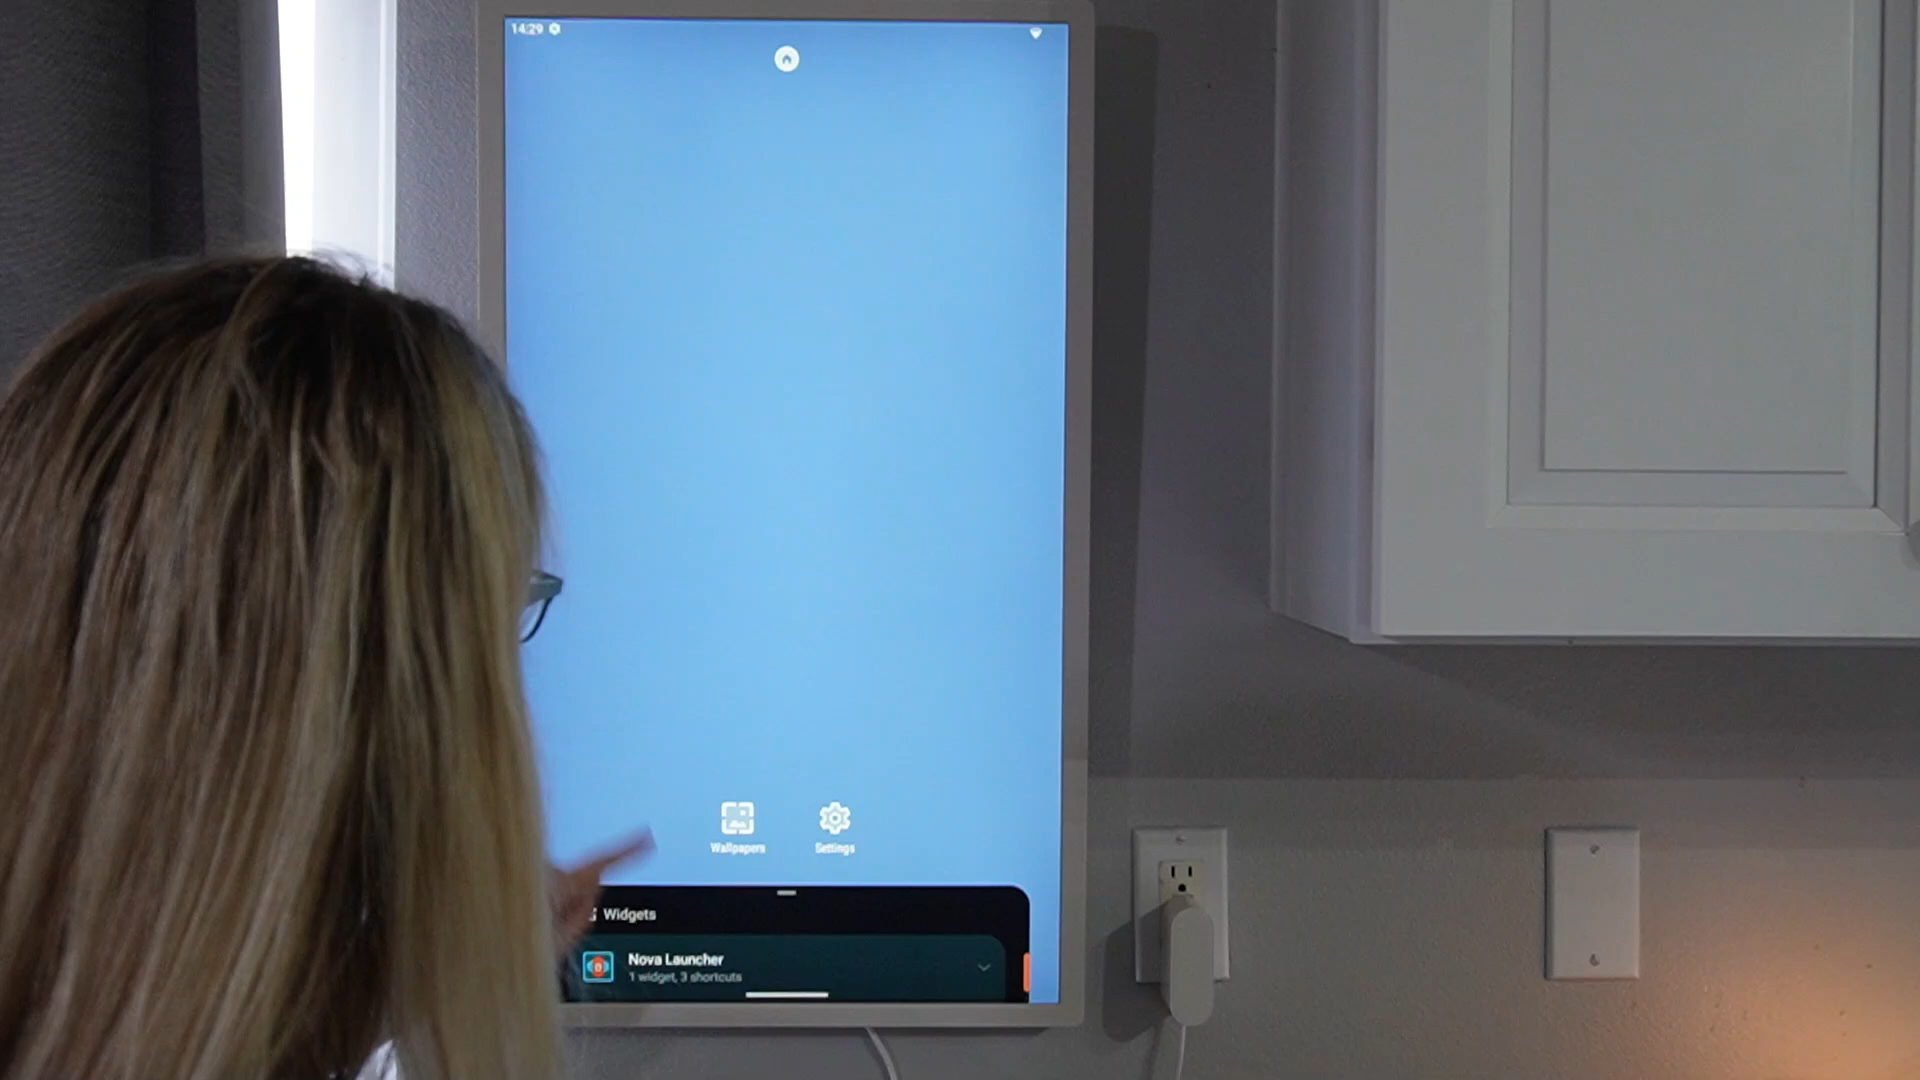 14:29
Wallpapers
Settings
Widgets
Nova Launcher
1 widget, 3 shortcuts